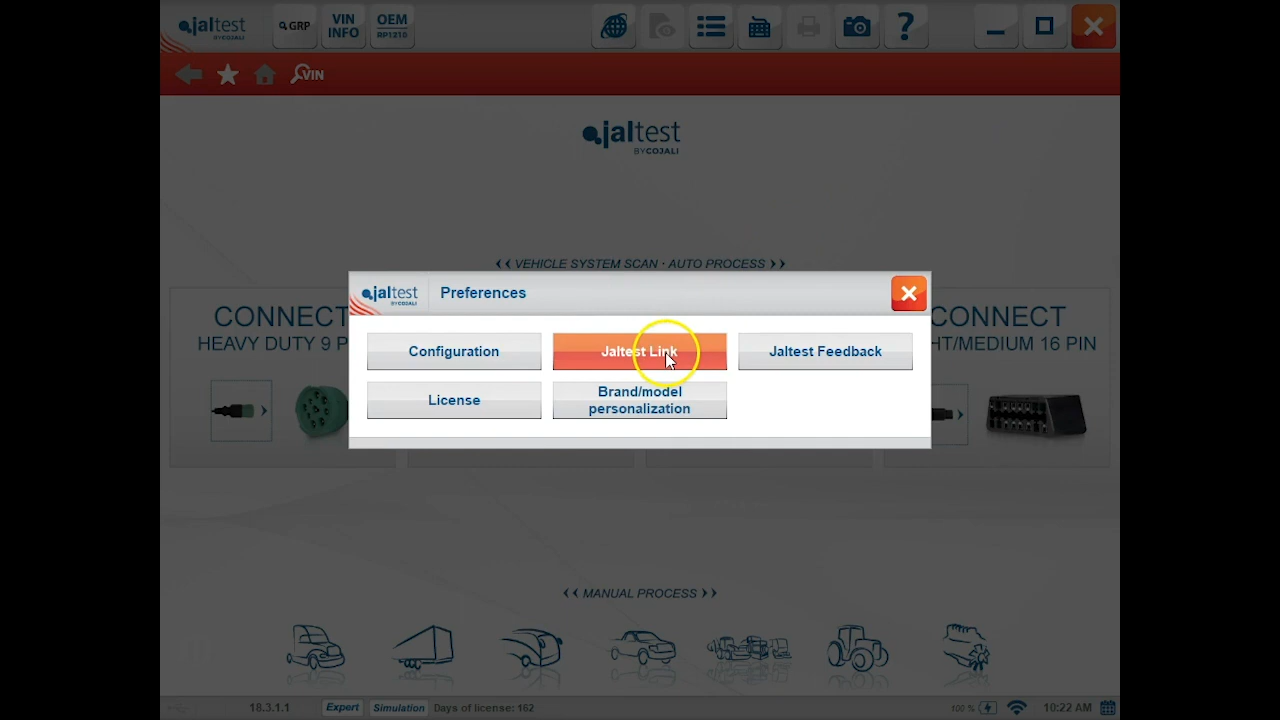 jaltest
BY COJALI
GRP
VIN
INFO
OEM
RP1210
?
VIN
jaltest
BY COJALI
VEHICLE SYSTEM SCAN · AUTO PROCESS
CONNECT
HEAVY DUTY 9 P
CONNECT
HT/MEDIUM 16 PIN
jaltest
BY COJALI
Preferences
Configuration
Jaltest Link
Jaltest Feedback
License
Brand/model
personalization
MANUAL PROCESS
18.3.1.1
Expert
Simulation
Days of license: 162
100 %
10:22 AM